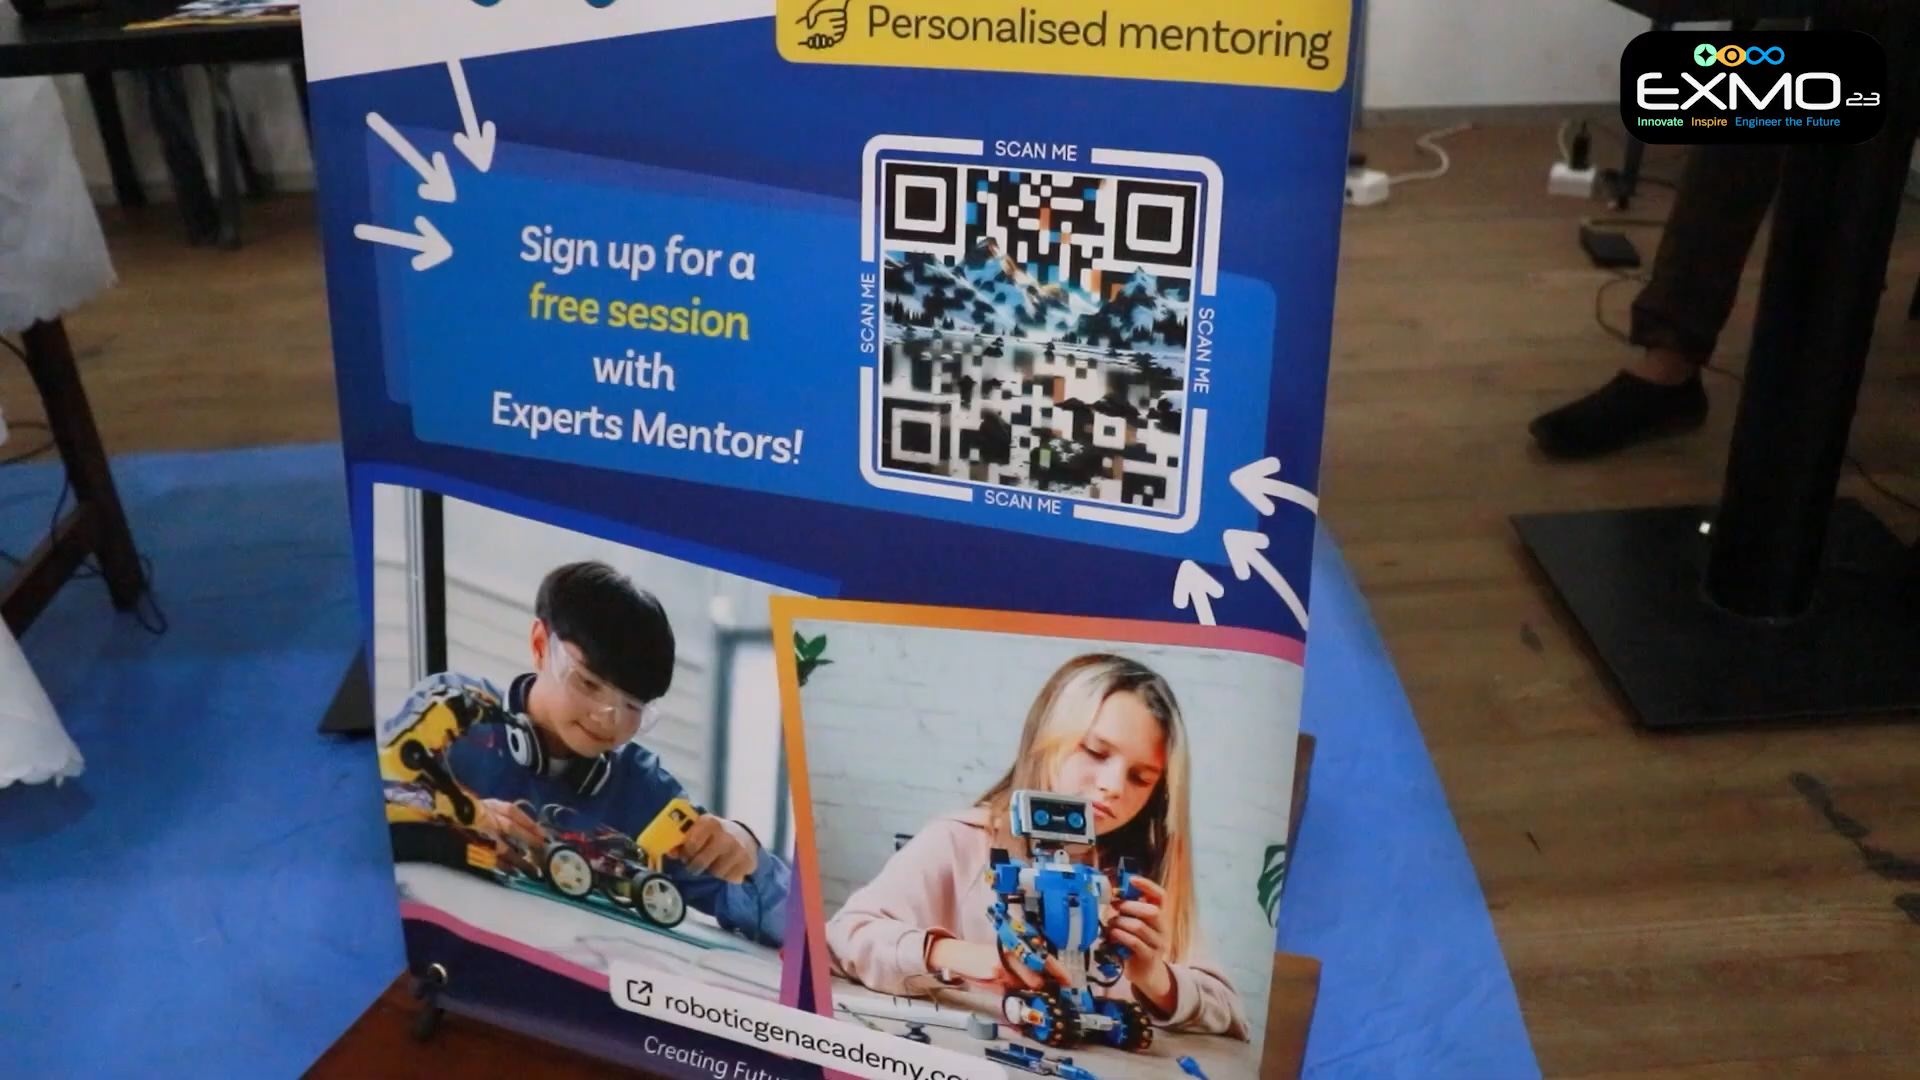 Personalised mentoring
EXMO 23
Innovate Inspire Engineer the Future
SCAN ME
SCAN ME
SCAN ME
SCAN ME
Sign up for a
free session
with
Experts Mentors!
roboticgenacademy.co
Creating